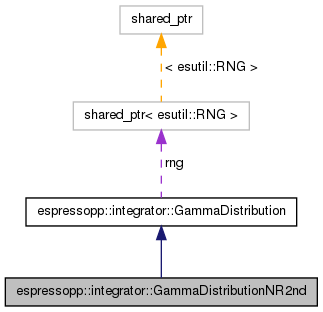 shared_ptr
< esutil::RNG >
shared_ptr< esutil::RNG >
rng
espressopp::integrator::GammaDistribution
espressopp::integrator::GammaDistributionNR2nd